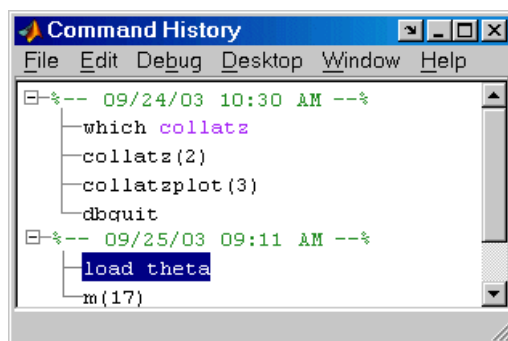 Command History
File Edit Debug Desktop Window Help
%-- 09/24/03 10:30 AM --%
which collatz
collatz(2)
collatzplot(3)
dbquit
%-- 09/25/03 09:11 AM --%
load theta
m(17)